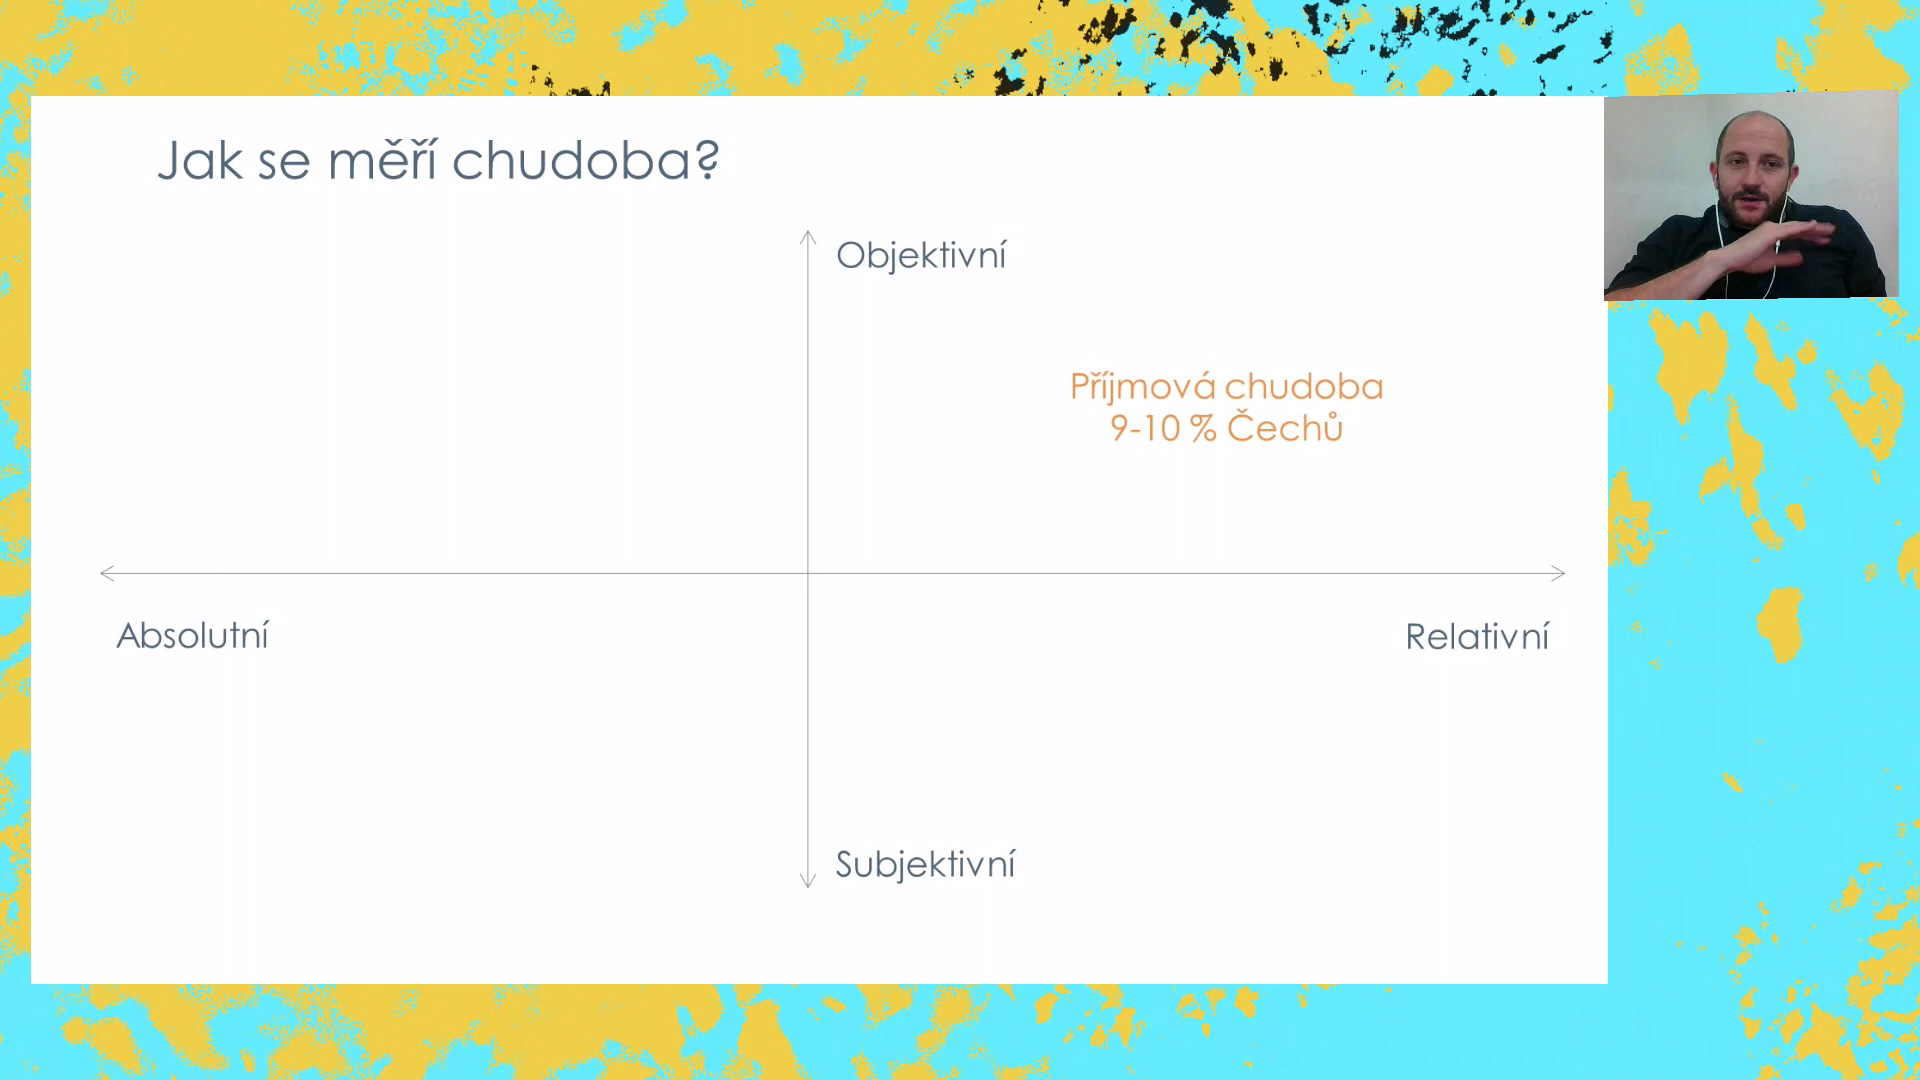 Jak se měří chudoba?
Objektivní
Příjmová chudoba
9-10 % Čechů
Absolutní
Relativní
Subjektivní